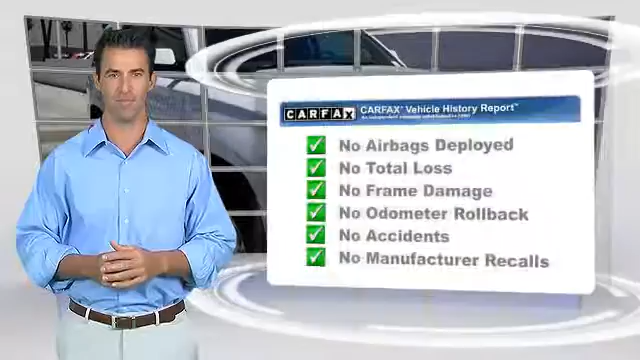 CARFAX CARFAX® Vehicle History Report™
No Airbags Deployed
No Total Loss
No Frame Damage
No Odometer Rollback
No Accidents
No Manufacturer Recalls